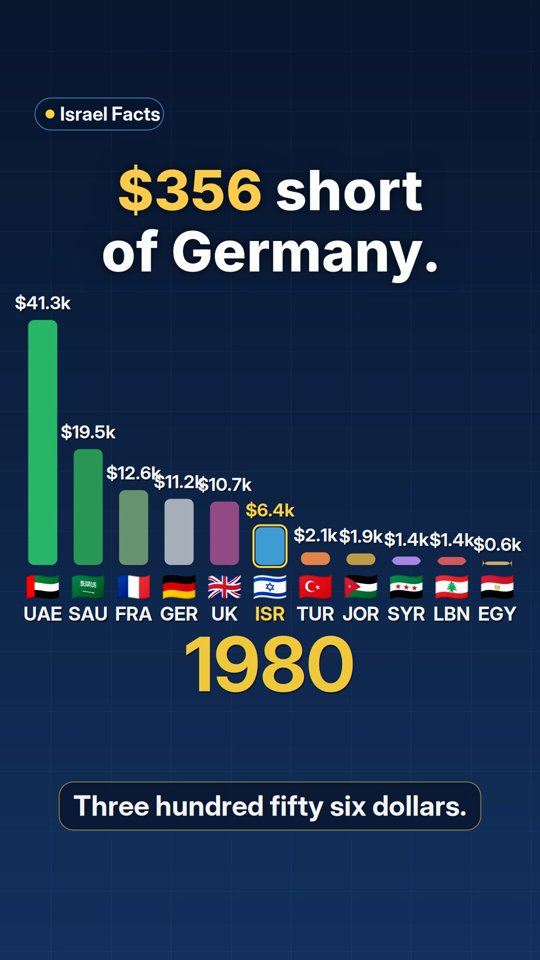 Israel Facts
$356 short
of Germany.
$41.3k
$19.5k
$12.6k
$11.2k
$10.7k
$6.4k
$2.1k
$1.9k
$1.4k
$1.4k
$0.6k
UAE SAU FRA GER UK ISR TUR JOR SYR LBN EGY
1980
Three hundred fifty six dollars.